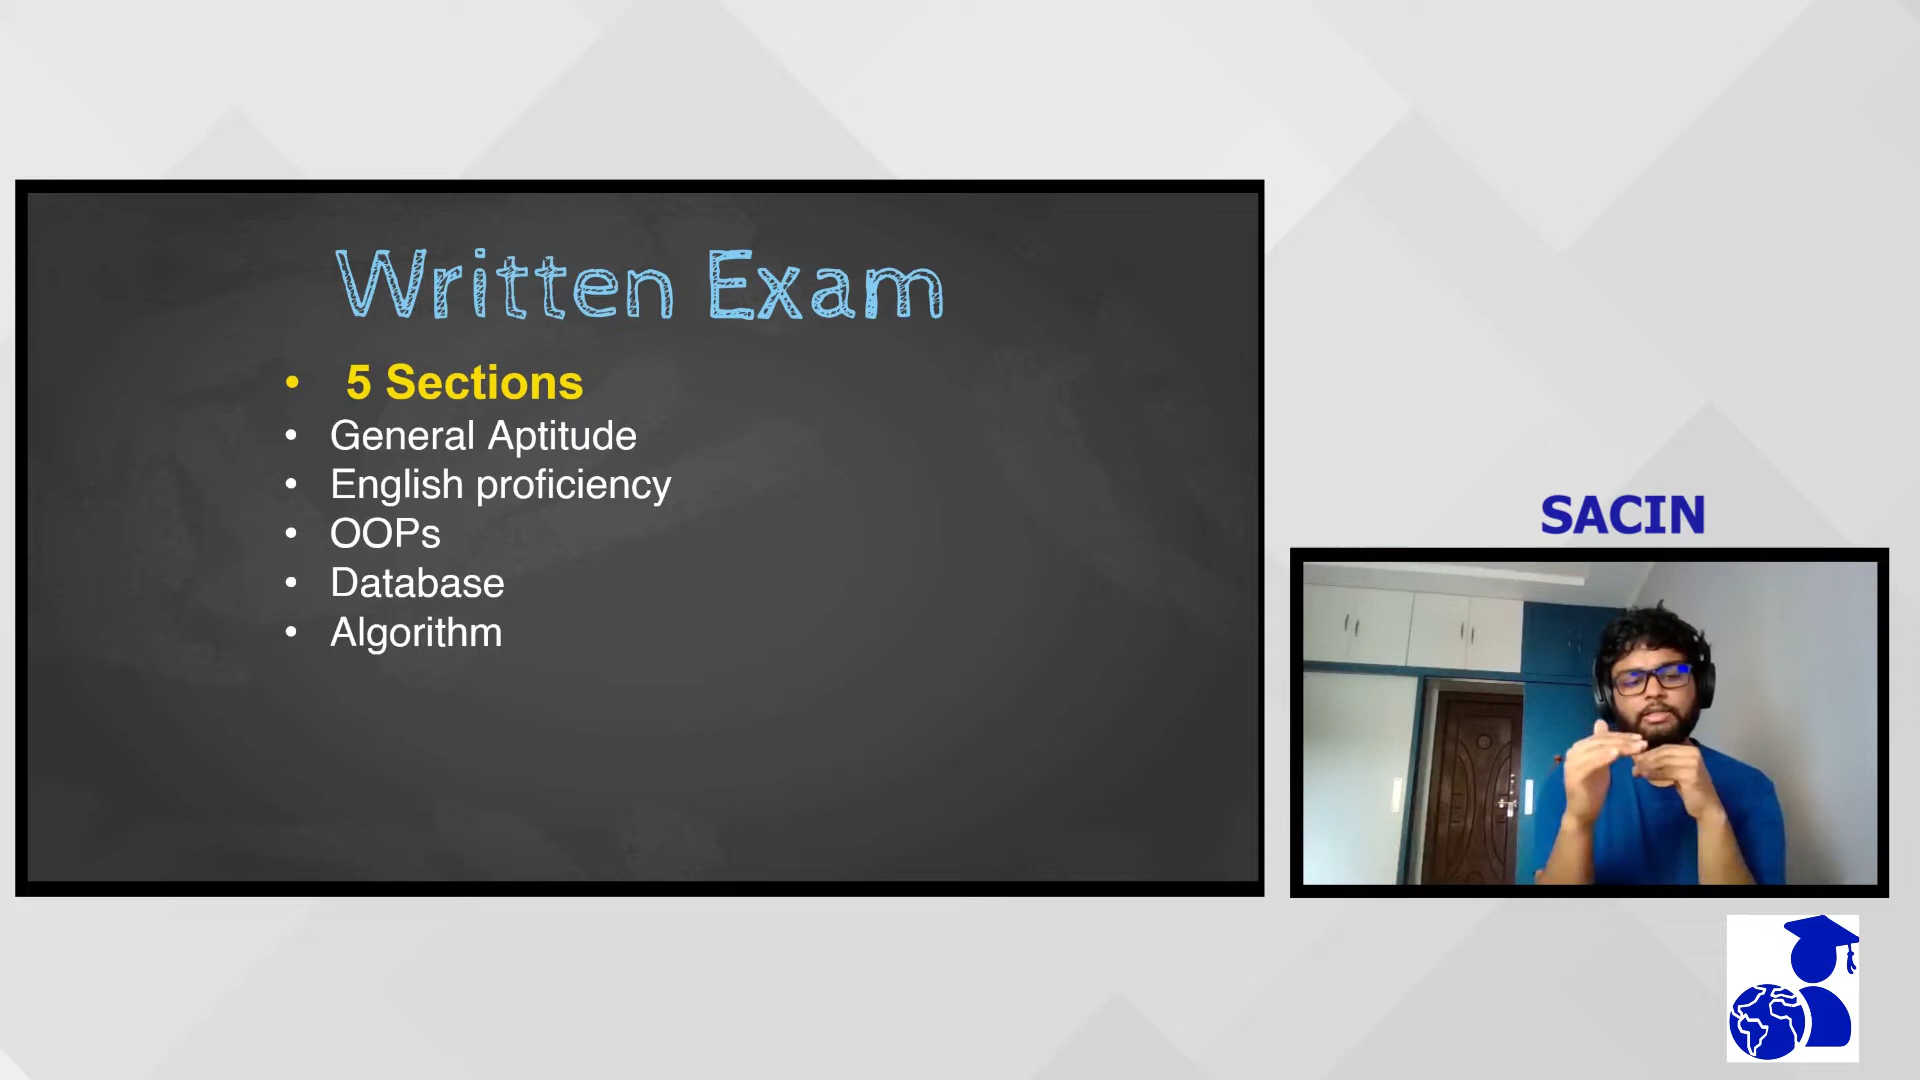 Written Exam
• 5 Sections
• General Aptitude
• English proficiency
• OOPs
• Database
• Algorithm
SACIN